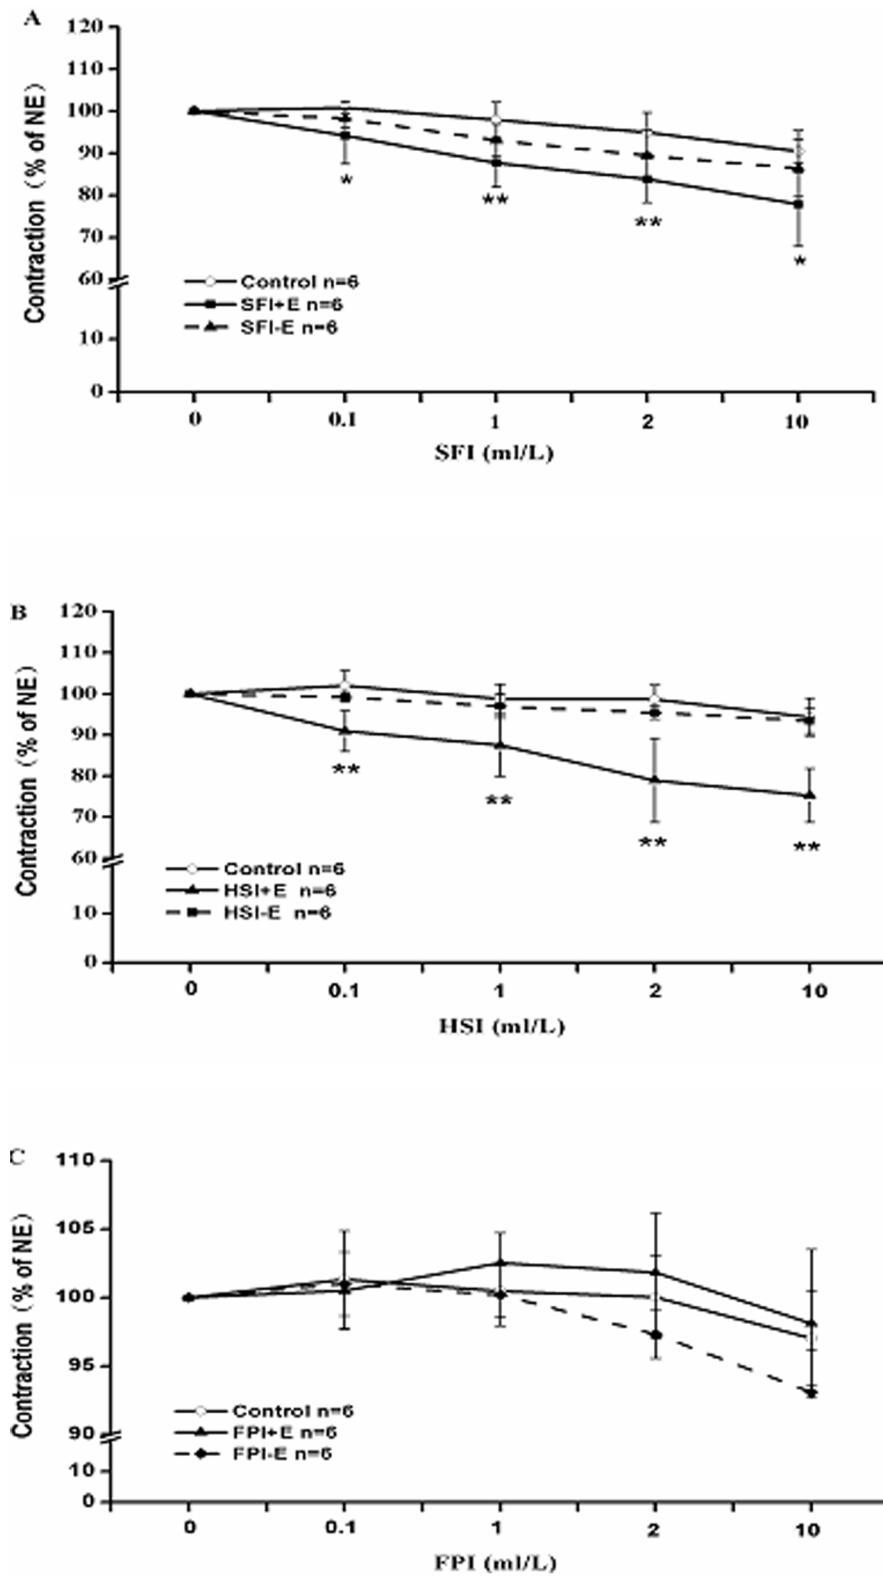 A
120
110
100
90
80
70
60
10
0
Contraction (% of NE)
*
**
**
*
Control n=6
SFI+E n=6
SFI-E n=6
0 0.1 1 2 10
SFI (ml/L)
B
120
110
100
90
80
70
60
10
0
Contraction (% of NE)
**
**
**
**
Control n=6
HSI+E n=6
HSI-E n=6
0 0.1 1 2 10
HSI (ml/L)
C
110
105
100
95
90
10
0
Contraction (% of NE)
Control n=6
FPI+E n=6
FPI-E n=6
0 0.1 1 2 10
FPI (ml/L)